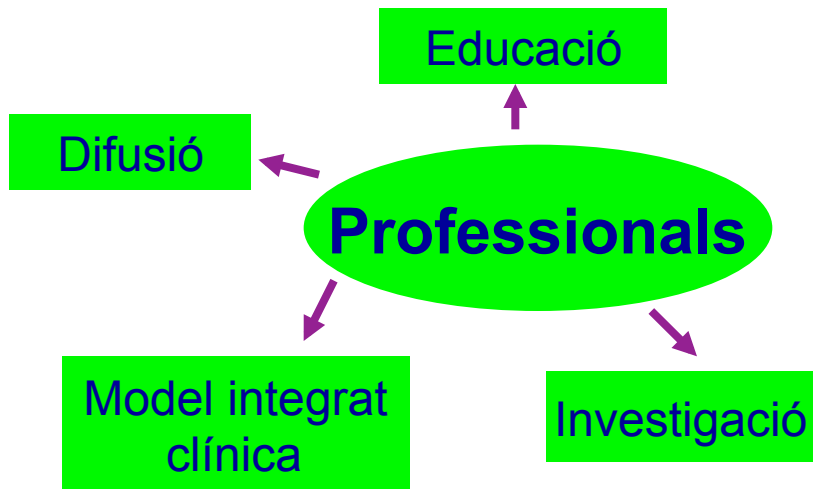 Educació
Difusió
Professionals
Model integrat
clínica
Investigació